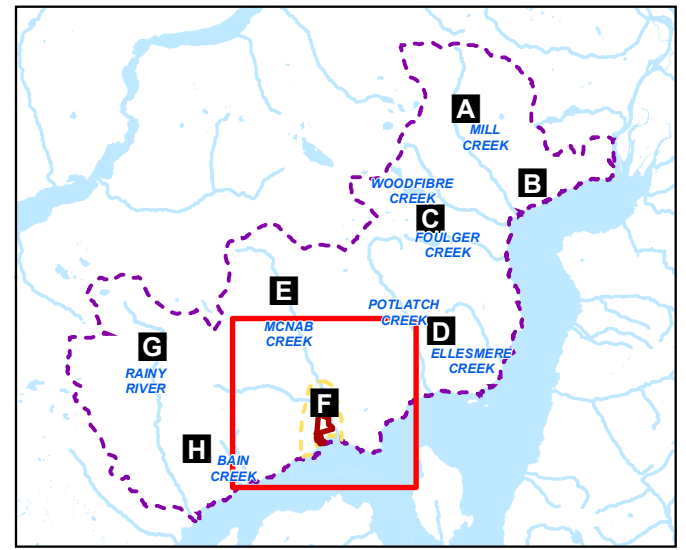 A
MILL
CREEK
B
WOODFIBRE
CREEK
C
FOULGER
CREEK
E
POTLATCH
CREEK
MCNAB
CREEK
D
ELLESMERE
CREEK
G
RAINY
RIVER
F
H
BAIN
CREEK